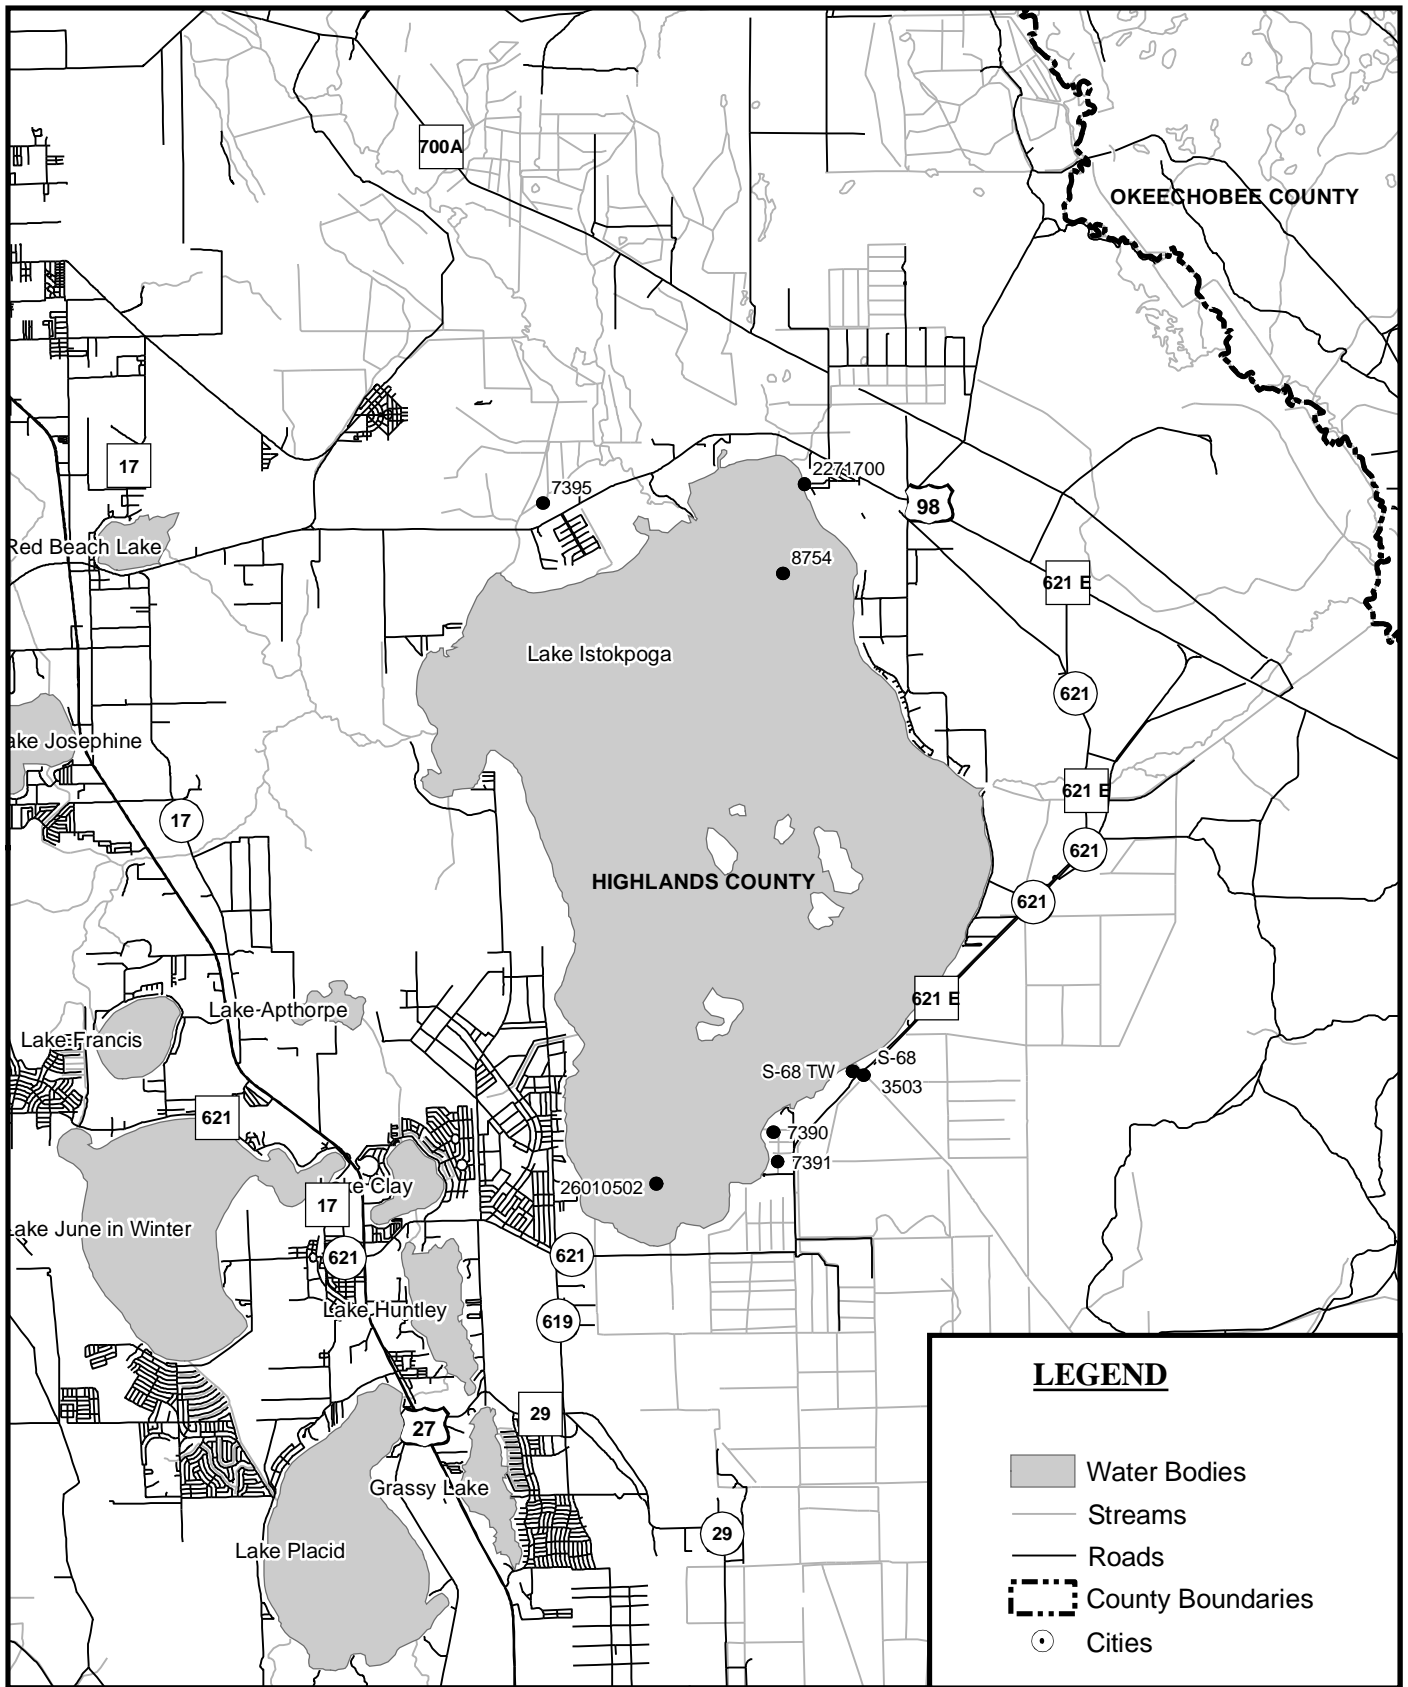 700A
OKEECHOBEE COUNTY
17
2271700
7395
98
Red Beach Lake
8754
621 E
Lake Istokpoga
621
ake Josephine
621 E
17
621
HIGHLANDS COUNTY
621
621 E
Lake Apthorpe
Lake Francis
S-68
S-68 TW
3503
621
7390
7391
Lake Clay
26010502
17
Lake June in Winter
621
621
Lake Huntley
619
LEGEND
29
27
Water Bodies
Grassy Lake
Streams
29
Lake Placid
Roads
County Boundaries
Cities